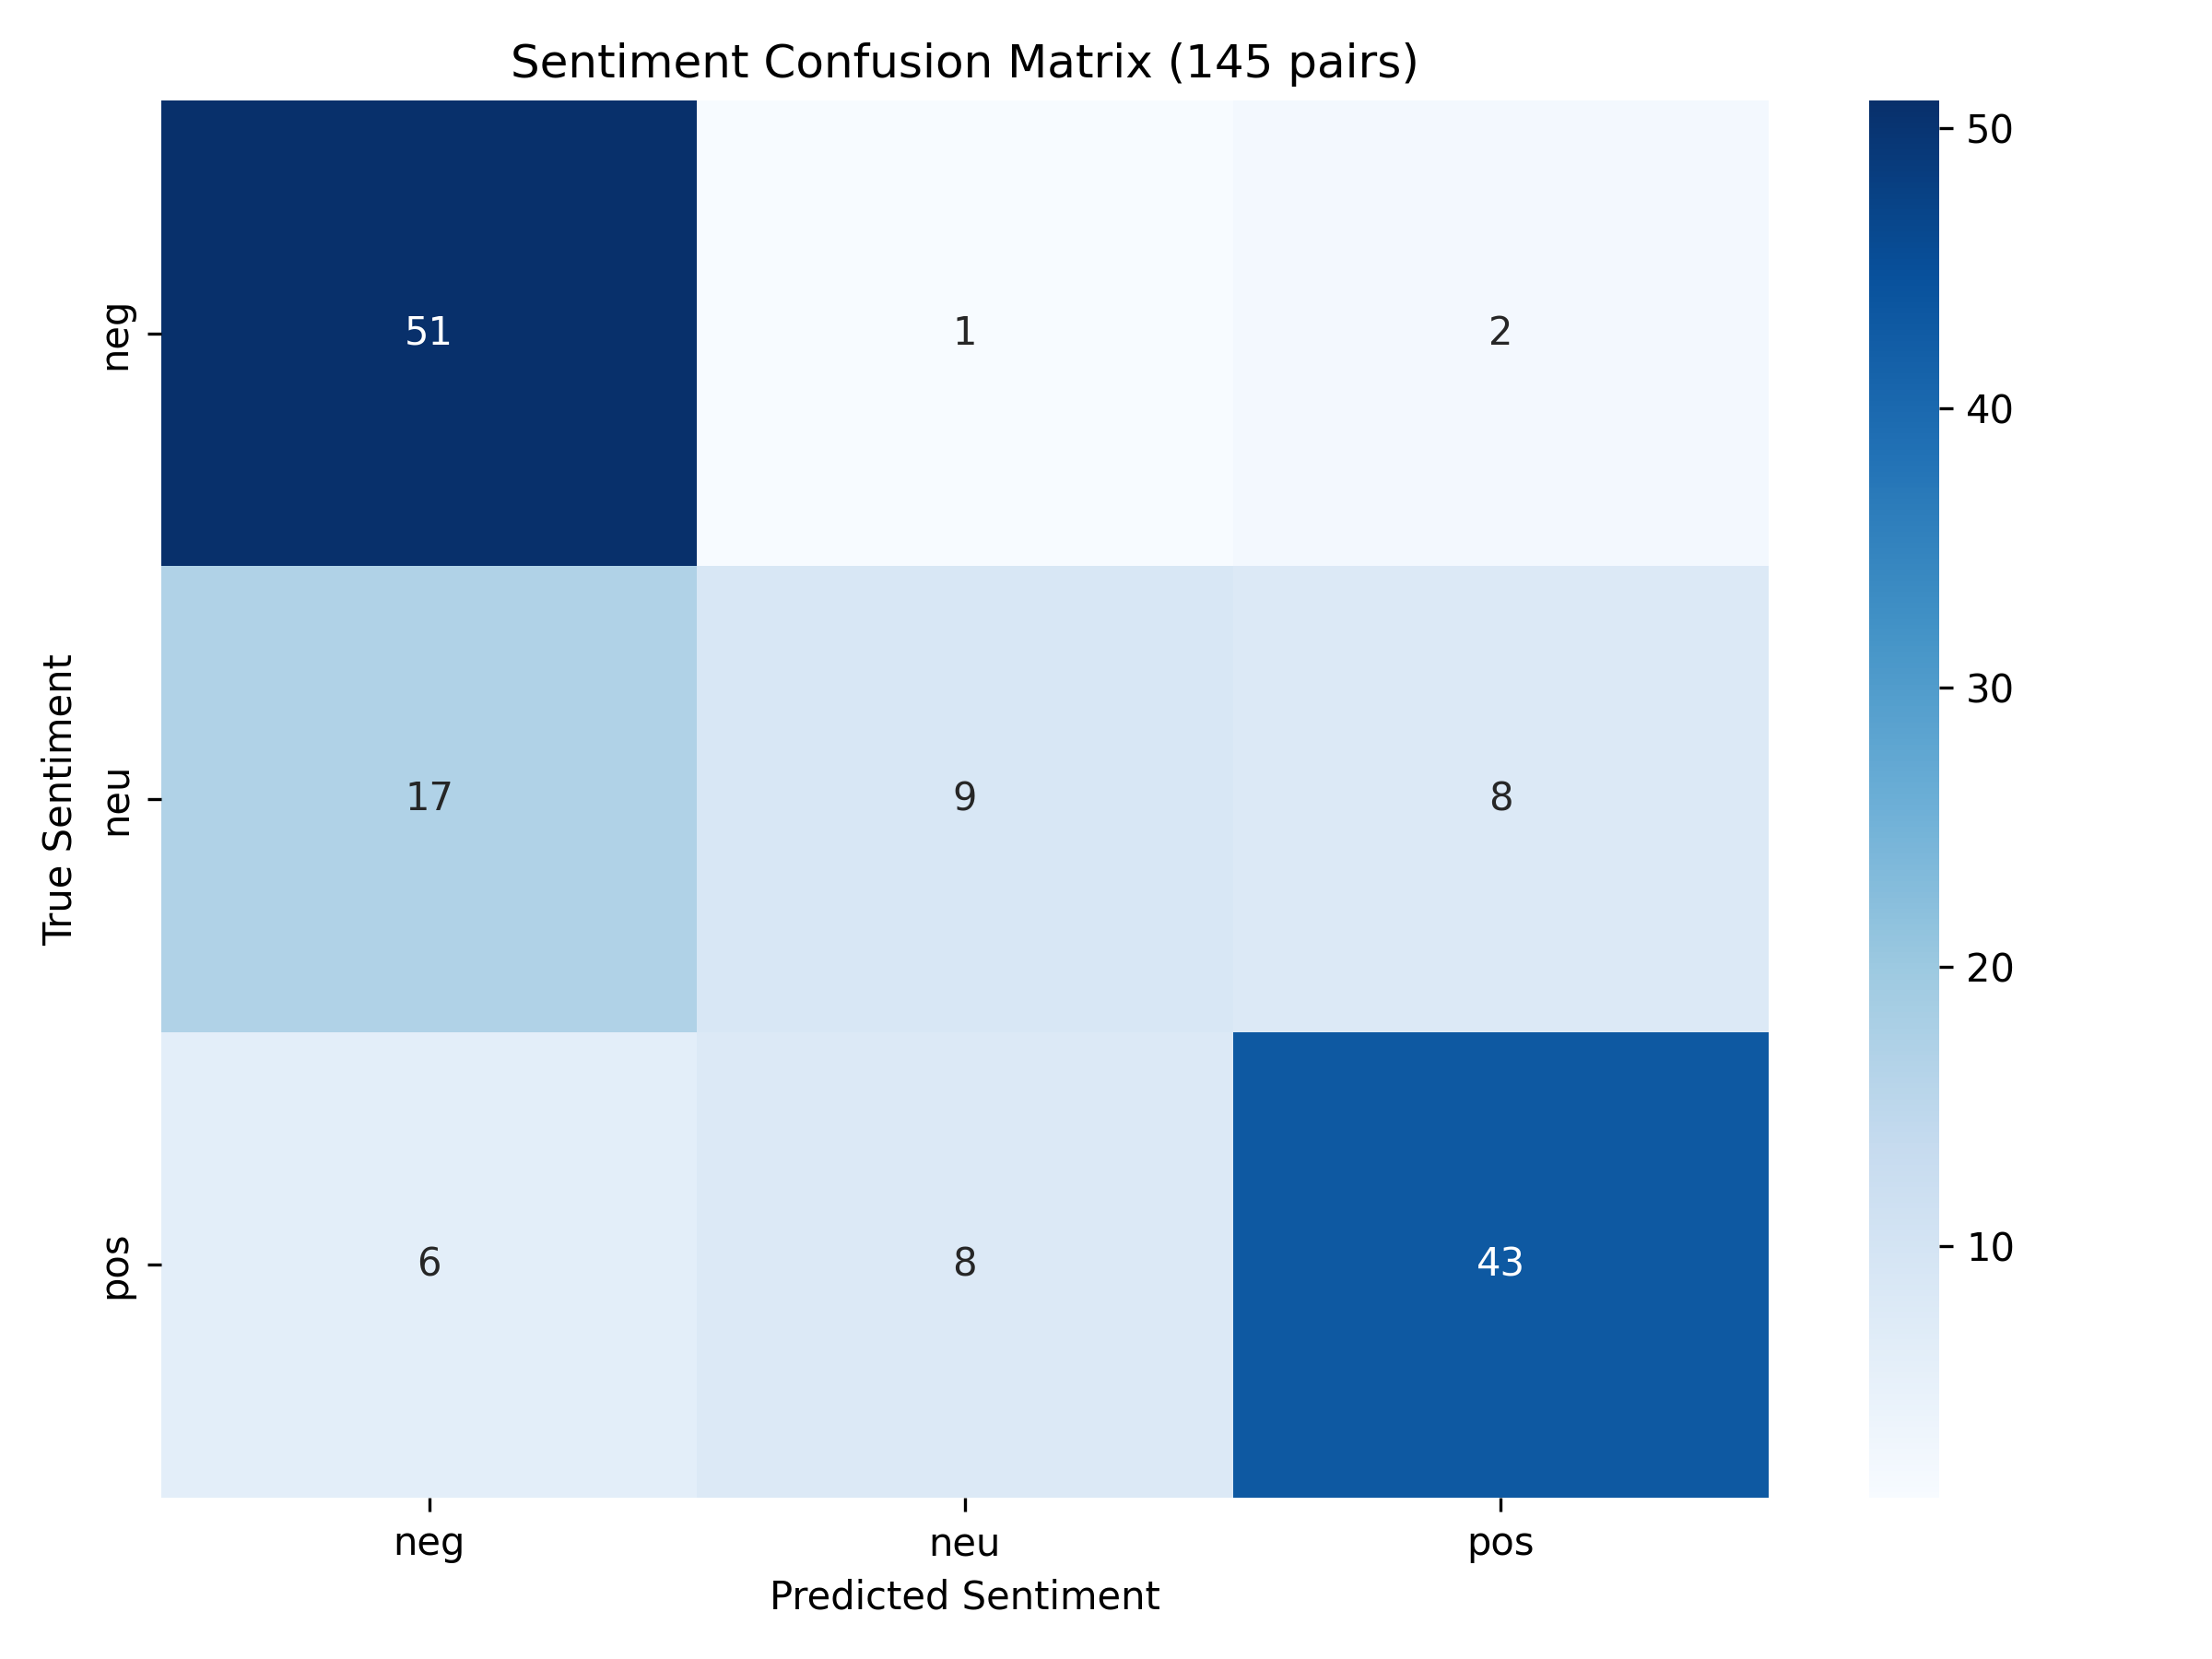 Sentiment Confusion Matrix (145 pairs)
True Sentiment
neg
51
1
2
neu
17
9
8
pos
6
8
43
neg
neu
pos
Predicted Sentiment
50
40
30
20
10